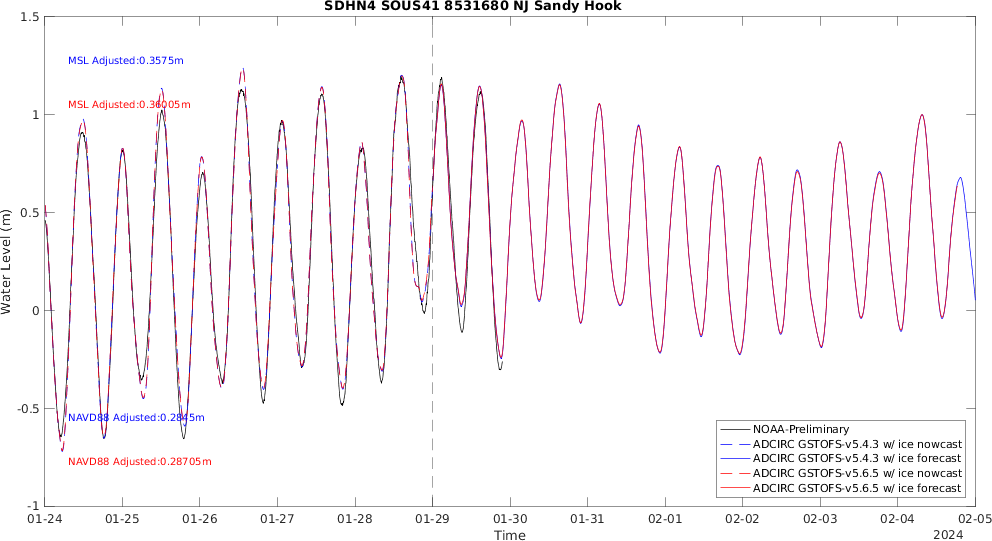 SDHN4 SOUS41 8531680 NJ Sandy Hook
1.5
1
0.5
0
-0.5
-1
Water Level (m)
MSL Adjusted:0.3575m
MSL Adjusted:0.36005m
NAVD88 Adjusted:0.2845m
NAVD88 Adjusted:0.28705m
NOAA-Preliminary
ADCIRC GSTOFS-v5.4.3 w/ ice nowcast
ADCIRC GSTOFS-v5.4.3 w/ ice forecast
ADCIRC GSTOFS-v5.6.5 w/ ice nowcast
ADCIRC GSTOFS-v5.6.5 w/ ice forecast
01-24 01-25 01-26 01-27 01-28 01-29 01-30 01-31 02-01 02-02 02-03 02-04 02-05
Time
2024